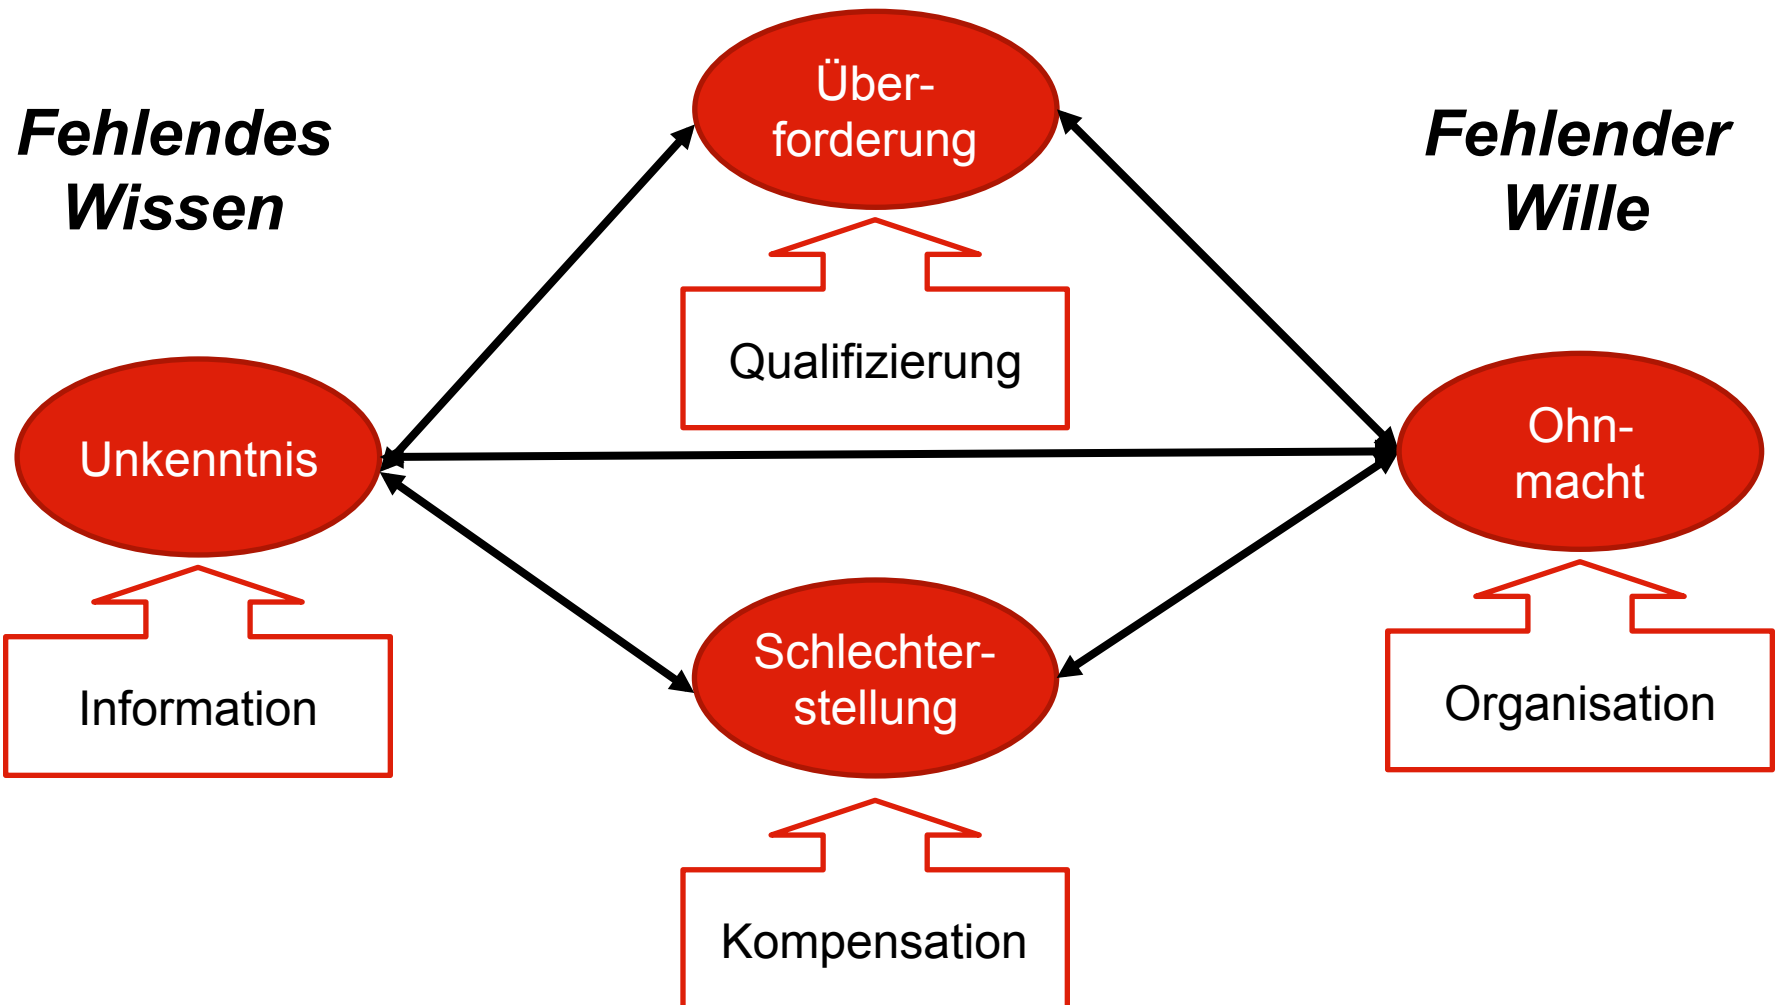 Über-
forderung
Fehlendes
Wissen
Fehlender
Wille
Qualifizierung
Unkenntnis
Ohn-
macht
Schlechter-
stellung
Information
Organisation
Kompensation